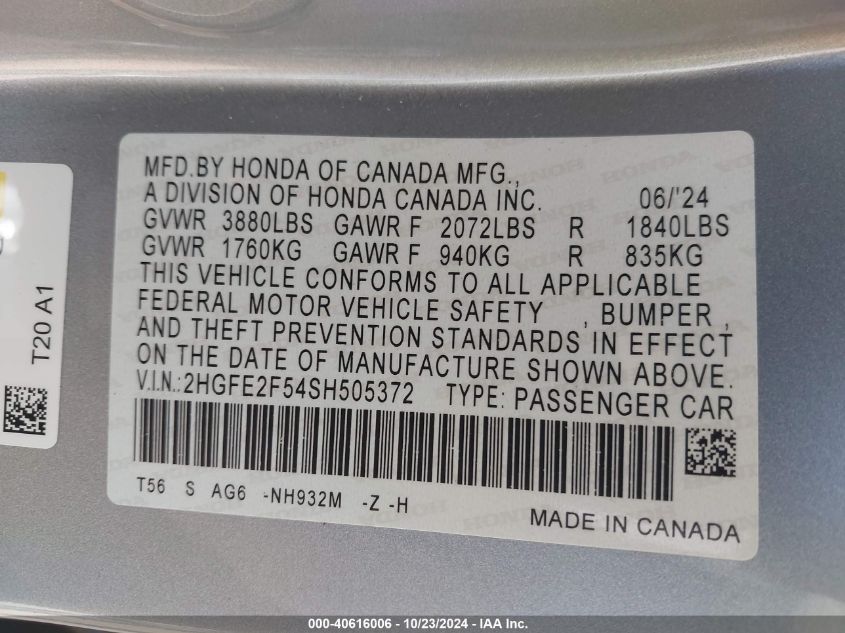 MFD.BY HONDA OF CANADA MFG.,
A DIVISION OF HONDA CANADA INC. 06/'24
GVWR 3880LBS GAWR F 2072LBS R 1840LBS
GVWR 1760KG GAWR F 940KG R 835KG
THIS VEHICLE CONFORMS TO ALL APPLICABLE
FEDERAL MOTOR VEHICLE SAFETY , BUMPER ,
AND THEFT PREVENTION STANDARDS IN EFFECT
ON THE DATE OF MANUFACTURE SHOWN ABOVE.
V.I.N.:2HGFE2F54SH505372 TYPE: PASSENGER CAR
T56 S AG6 -NH932M -Z -H
MADE IN CANADA
T20 A1
000-40616006 - 10/23/2024 - IAA Inc.